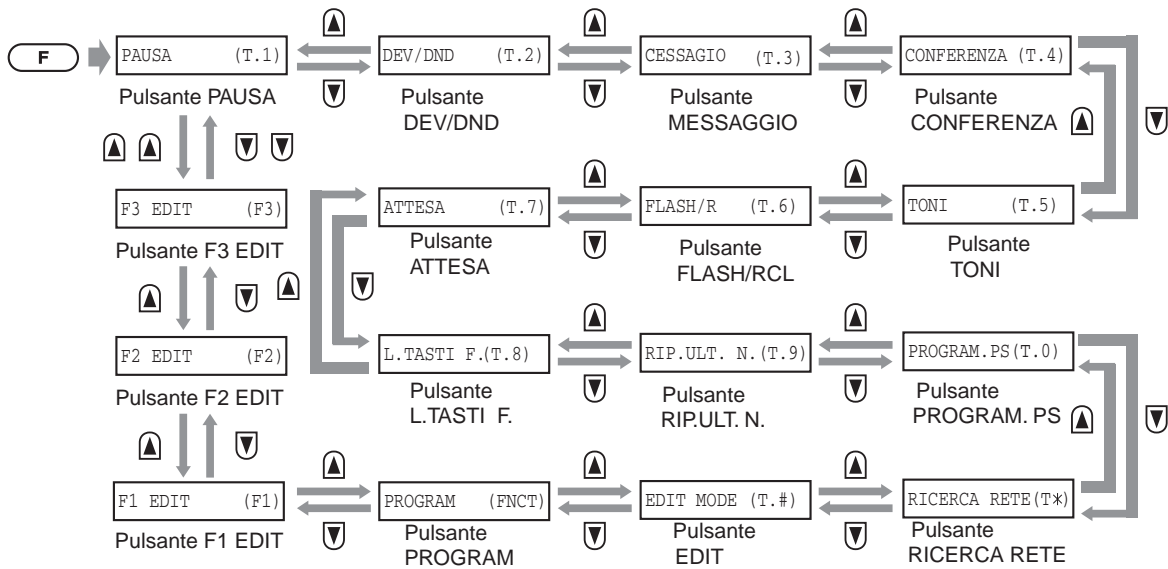 F
PAUSA (T.1)
DEV/DND (T.2)
CESSAGIO (T.3)
CONFERENZA (T.4)
Pulsante PAUSA
Pulsante
DEV/DND
Pulsante
MESSAGGIO
Pulsante
CONFERENZA
F3 EDIT (F3)
ATTESA (T.7)
FLASH/R (T.6)
TONI (T.5)
Pulsante F3 EDIT
Pulsante
ATTESA
Pulsante
FLASH/RCL
Pulsante
TONI
F2 EDIT (F2)
L.TASTI F.(T.8)
RIP.ULT. N.(T.9)
PROGRAM.PS(T.0)
Pulsante F2 EDIT
Pulsante
L.TASTI F.
Pulsante
RIP.ULT. N.
Pulsante
PROGRAM. PS
F1 EDIT (F1)
PROGRAM (FNCT)
EDIT MODE (T.#)
RICERCA RETE(T*)
Pulsante F1 EDIT
Pulsante
PROGRAM
Pulsante
EDIT
Pulsante
RICERCA RETE